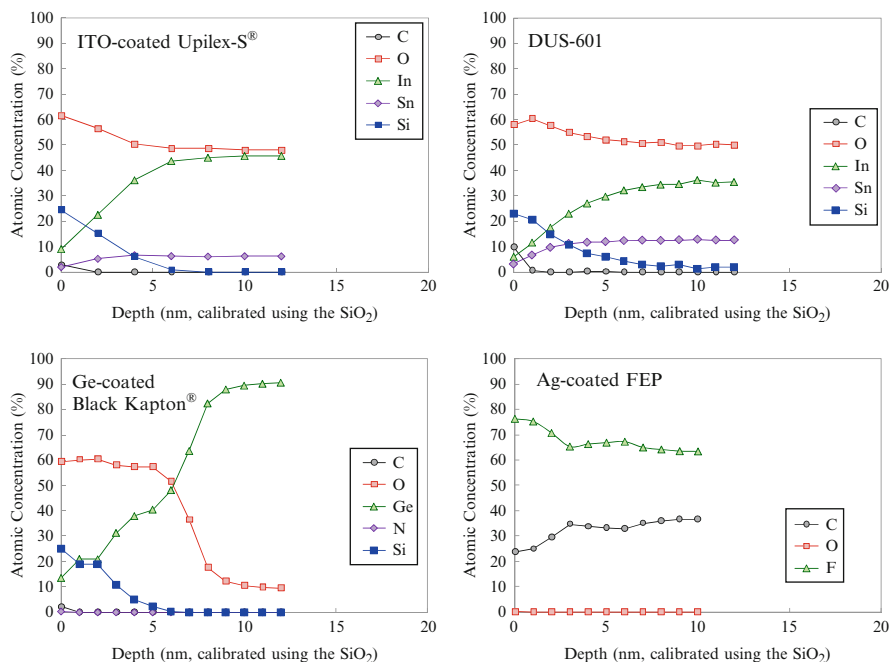 ITO-coated Upilex-S®
C
O
In
Sn
Si
Atomic Concentration (%)
100
90
80
70
60
50
40
30
20
10
0
0 5 10 15 20
Depth (nm, calibrated using the SiO₂)
DUS-601
C
O
In
Sn
Si
Atomic Concentration (%)
100
90
80
70
60
50
40
30
20
10
0
0 5 10 15 20
Depth (nm, calibrated using the SiO₂)
Ge-coated
Black Kapton®
C
O
Ge
N
Si
Atomic Concentration (%)
100
90
80
70
60
50
40
30
20
10
0
0 5 10 15 20
Depth (nm, calibrated using the SiO₂)
Ag-coated FEP
C
O
F
Atomic Concentration (%)
100
90
80
70
60
50
40
30
20
10
0
0 5 10 15 20
Depth (nm, calibrated using the SiO₂)